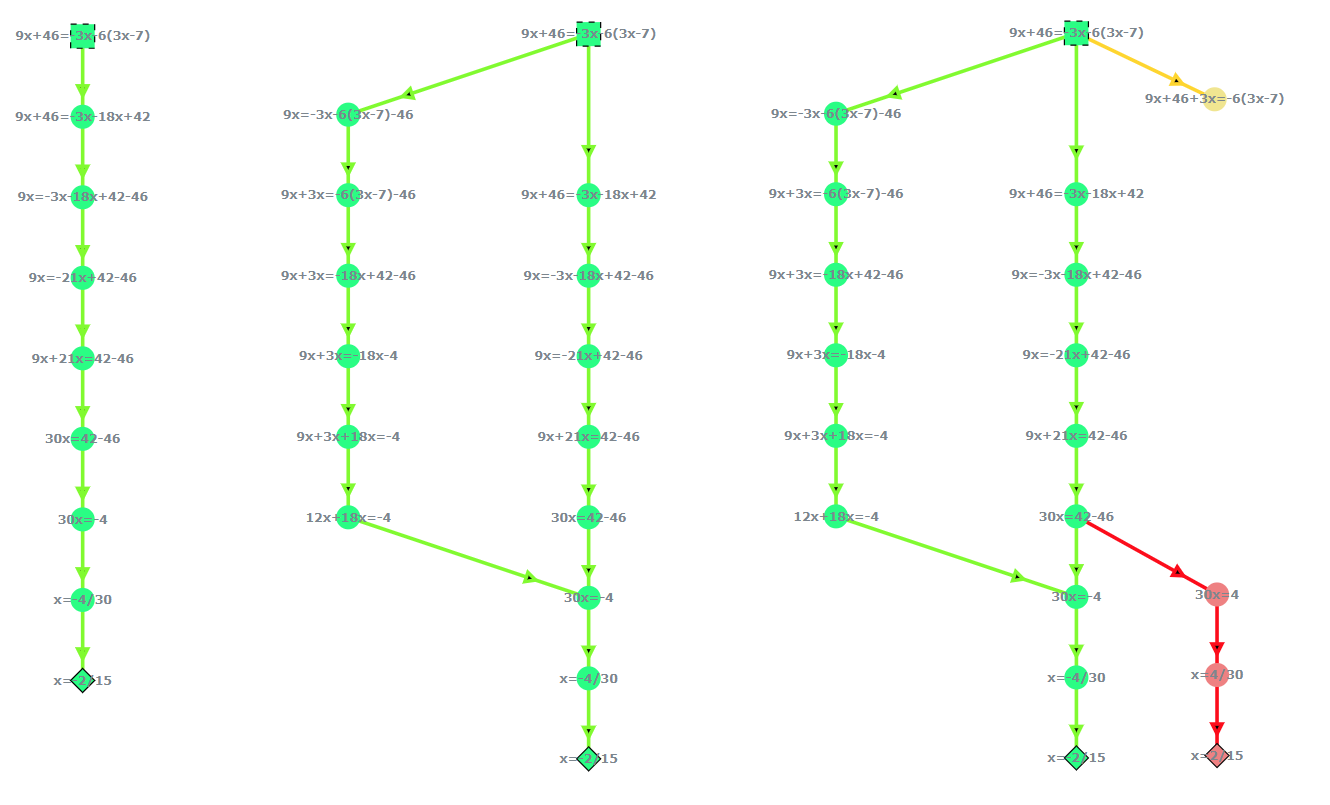 9x+46=-3x-6(3x-7)
9x+46=-3x-18x+42
9x=-3x-18x+42-46
9x=-21x+42-46
9x+21x=42-46
30x=42-46
30x=-4
x=-4/30
x=-2/15
9x+46=-3x-6(3x-7)
9x=-3x-6(3x-7)-46
9x+3x=-6(3x-7)-46
9x+3x=-18x+42-46
9x+3x=-18x-4
9x+3x+18x=-4
12x+18x=-4
9x+46=-3x-18x+42
9x=-3x-18x+42-46
9x=-21x+42-46
9x+21x=42-46
30x=42-46
30x=-4
x=-4/30
x=-2/15
9x+46=-3x-6(3x-7)
9x=-3x-6(3x-7)-46
9x+3x=-6(3x-7)-46
9x+3x=-18x+42-46
9x+3x=-18x-4
9x+3x+18x=-4
12x+18x=-4
9x+46=-3x-18x+42
9x=-3x-18x+42-46
9x=-21x+42-46
9x+21x=42-46
30x=42-46
30x=-4
x=-4/30
x=-2/15
9x+46+3x=-6(3x-7)
30x=4
x=4/30
x=2/15